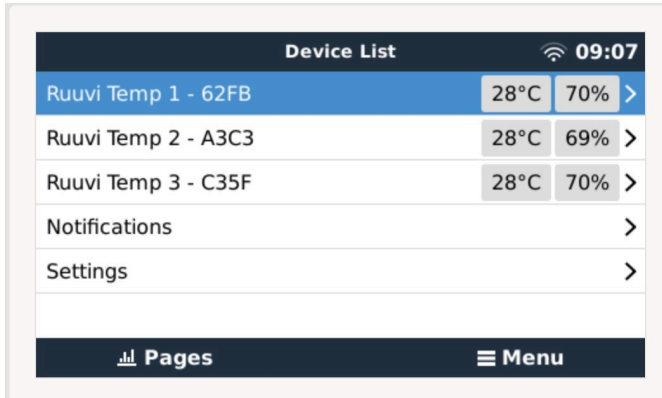 Device List 09:07
Ruuvi Temp 1 - 62FB 28°C 70%
Ruuvi Temp 2 - A3C3 28°C 69%
Ruuvi Temp 3 - C35F 28°C 70%
Notifications
Settings
Pages Menu